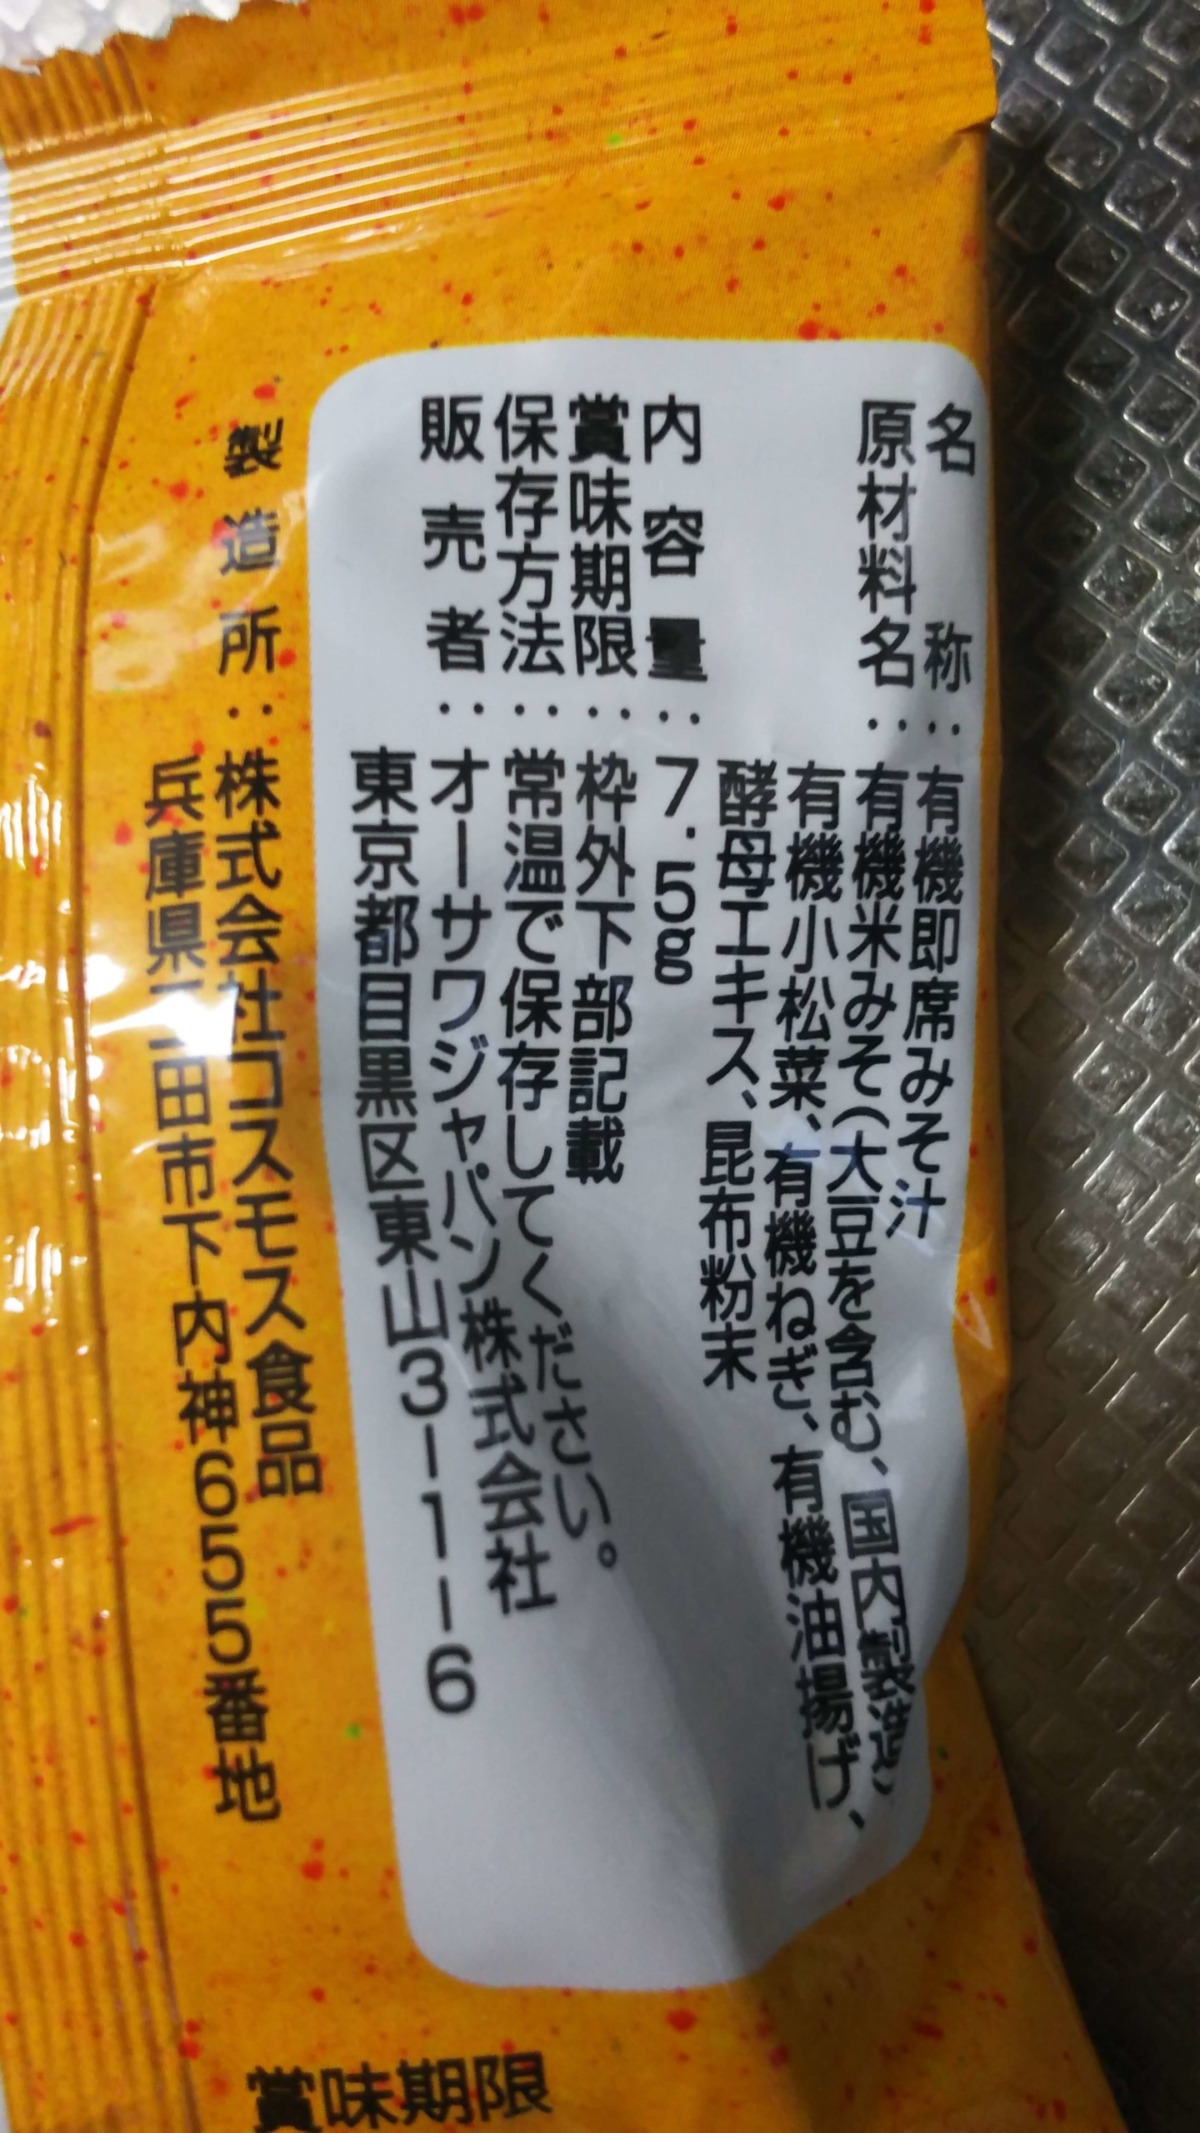 名称：有機即席みそ汁
原材料名：有機米みそ（大豆を含む、国内製造）、
有機小松菜、有機ねぎ、有機油揚げ、
酵母エキス、昆布粉末
内容量：7.5g
賞味期限：枠外下部記載
保存方法：常温で保存してください。
販売者：オーサワジャパン株式会社
東京都目黒区東山3-1-6
製造所：株式会社コスモス食品
兵庫県三田市下内神655番地
賞味期限